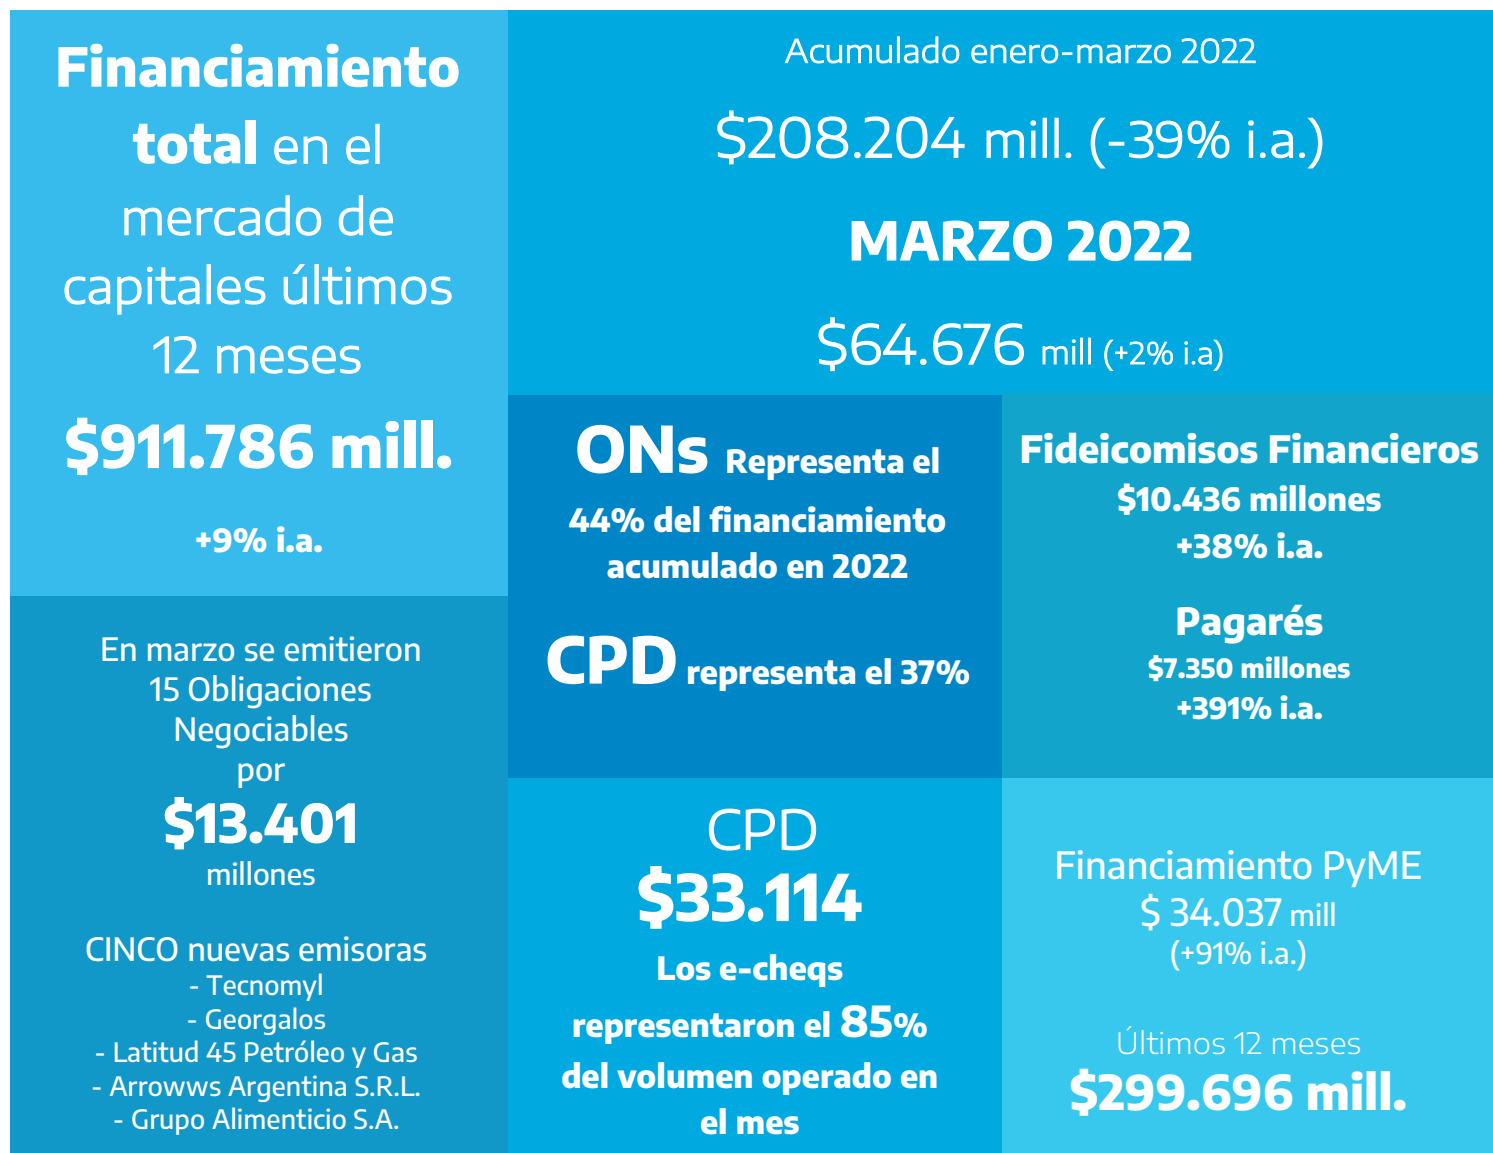 Financiamiento
total en el
mercado de
capitales últimos
12 meses
$911.786 mill.
+9% i.a.
Acumulado enero-marzo 2022
$208.204 mill. (-39% i.a.)
MARZO 2022
$64.676 mill (+2% i.a)
ONs Representa el
44% del financiamiento
acumulado en 2022
CPD representa el 37%
Fideicomisos Financieros
$10.436 millones
+38% i.a.
Pagarés
$7.350 millones
+391% i.a.
En marzo se emitieron
15 Obligaciones
Negociables
por
$13.401
millones
CINCO nuevas emisoras
- Tecnomyl
- Georgalos
- Latitud 45 Petróleo y Gas
- Arrowws Argentina S.R.L.
- Grupo Alimenticio S.A.
CPD
$33.114
Los e-cheqs
representaron el 85%
del volumen operado en
el mes
Financiamiento PyME
$ 34.037 mill
(+91% i.a.)
Últimos 12 meses
$299.696 mill.